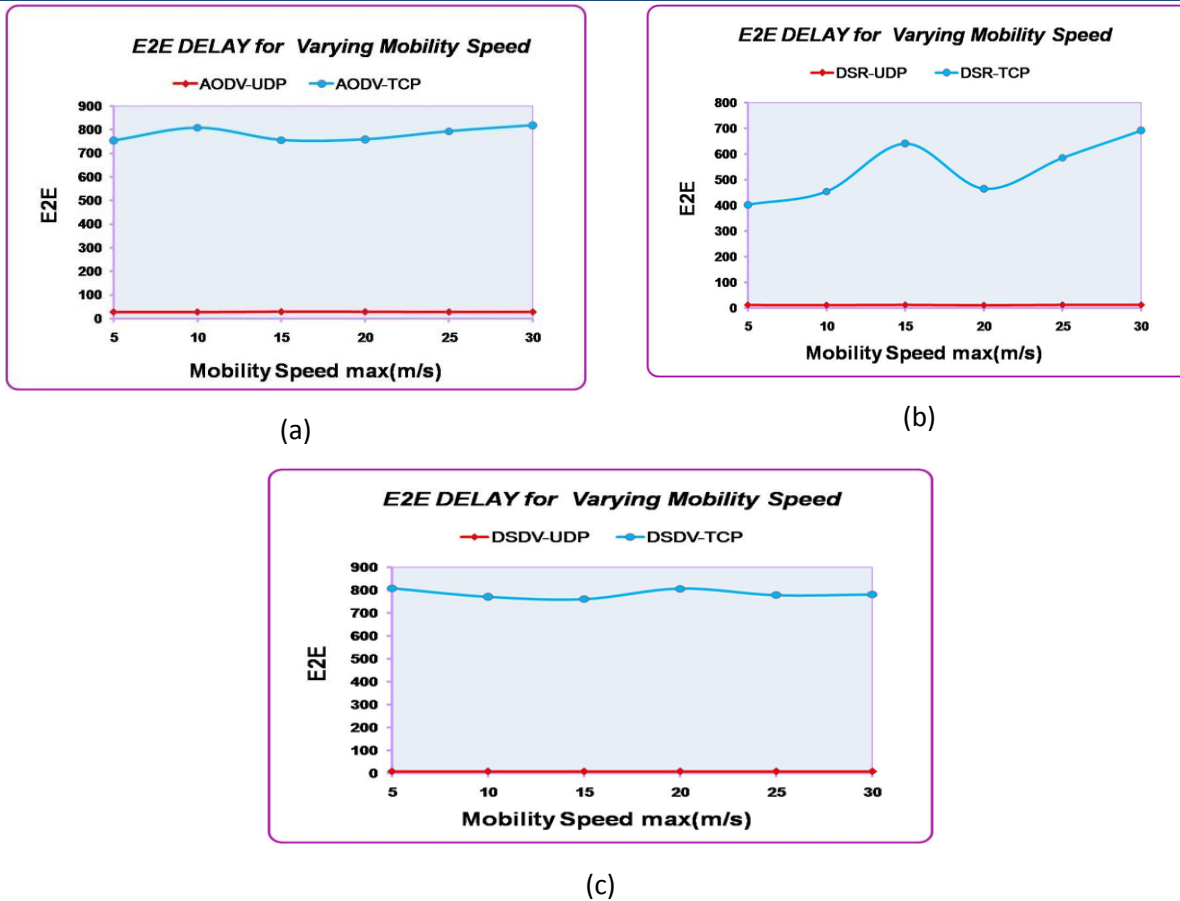 E2E DELAY for Varying Mobility Speed
AODV-UDP AODV-TCP
900
800
700
600
500
400
300
200
100
0
E2E
5 10 15 20 25 30
Mobility Speed max(m/s)
(a)
E2E DELAY for Varying Mobility Speed
DSR-UDP DSR-TCP
800
700
600
500
400
300
200
100
0
E2E
5 10 15 20 25 30
Mobility Speed max(m/s)
(b)
E2E DELAY for Varying Mobility Speed
DSDV-UDP DSDV-TCP
900
800
700
600
500
400
300
200
100
0
E2E
5 10 15 20 25 30
Mobility Speed max(m/s)
(c)